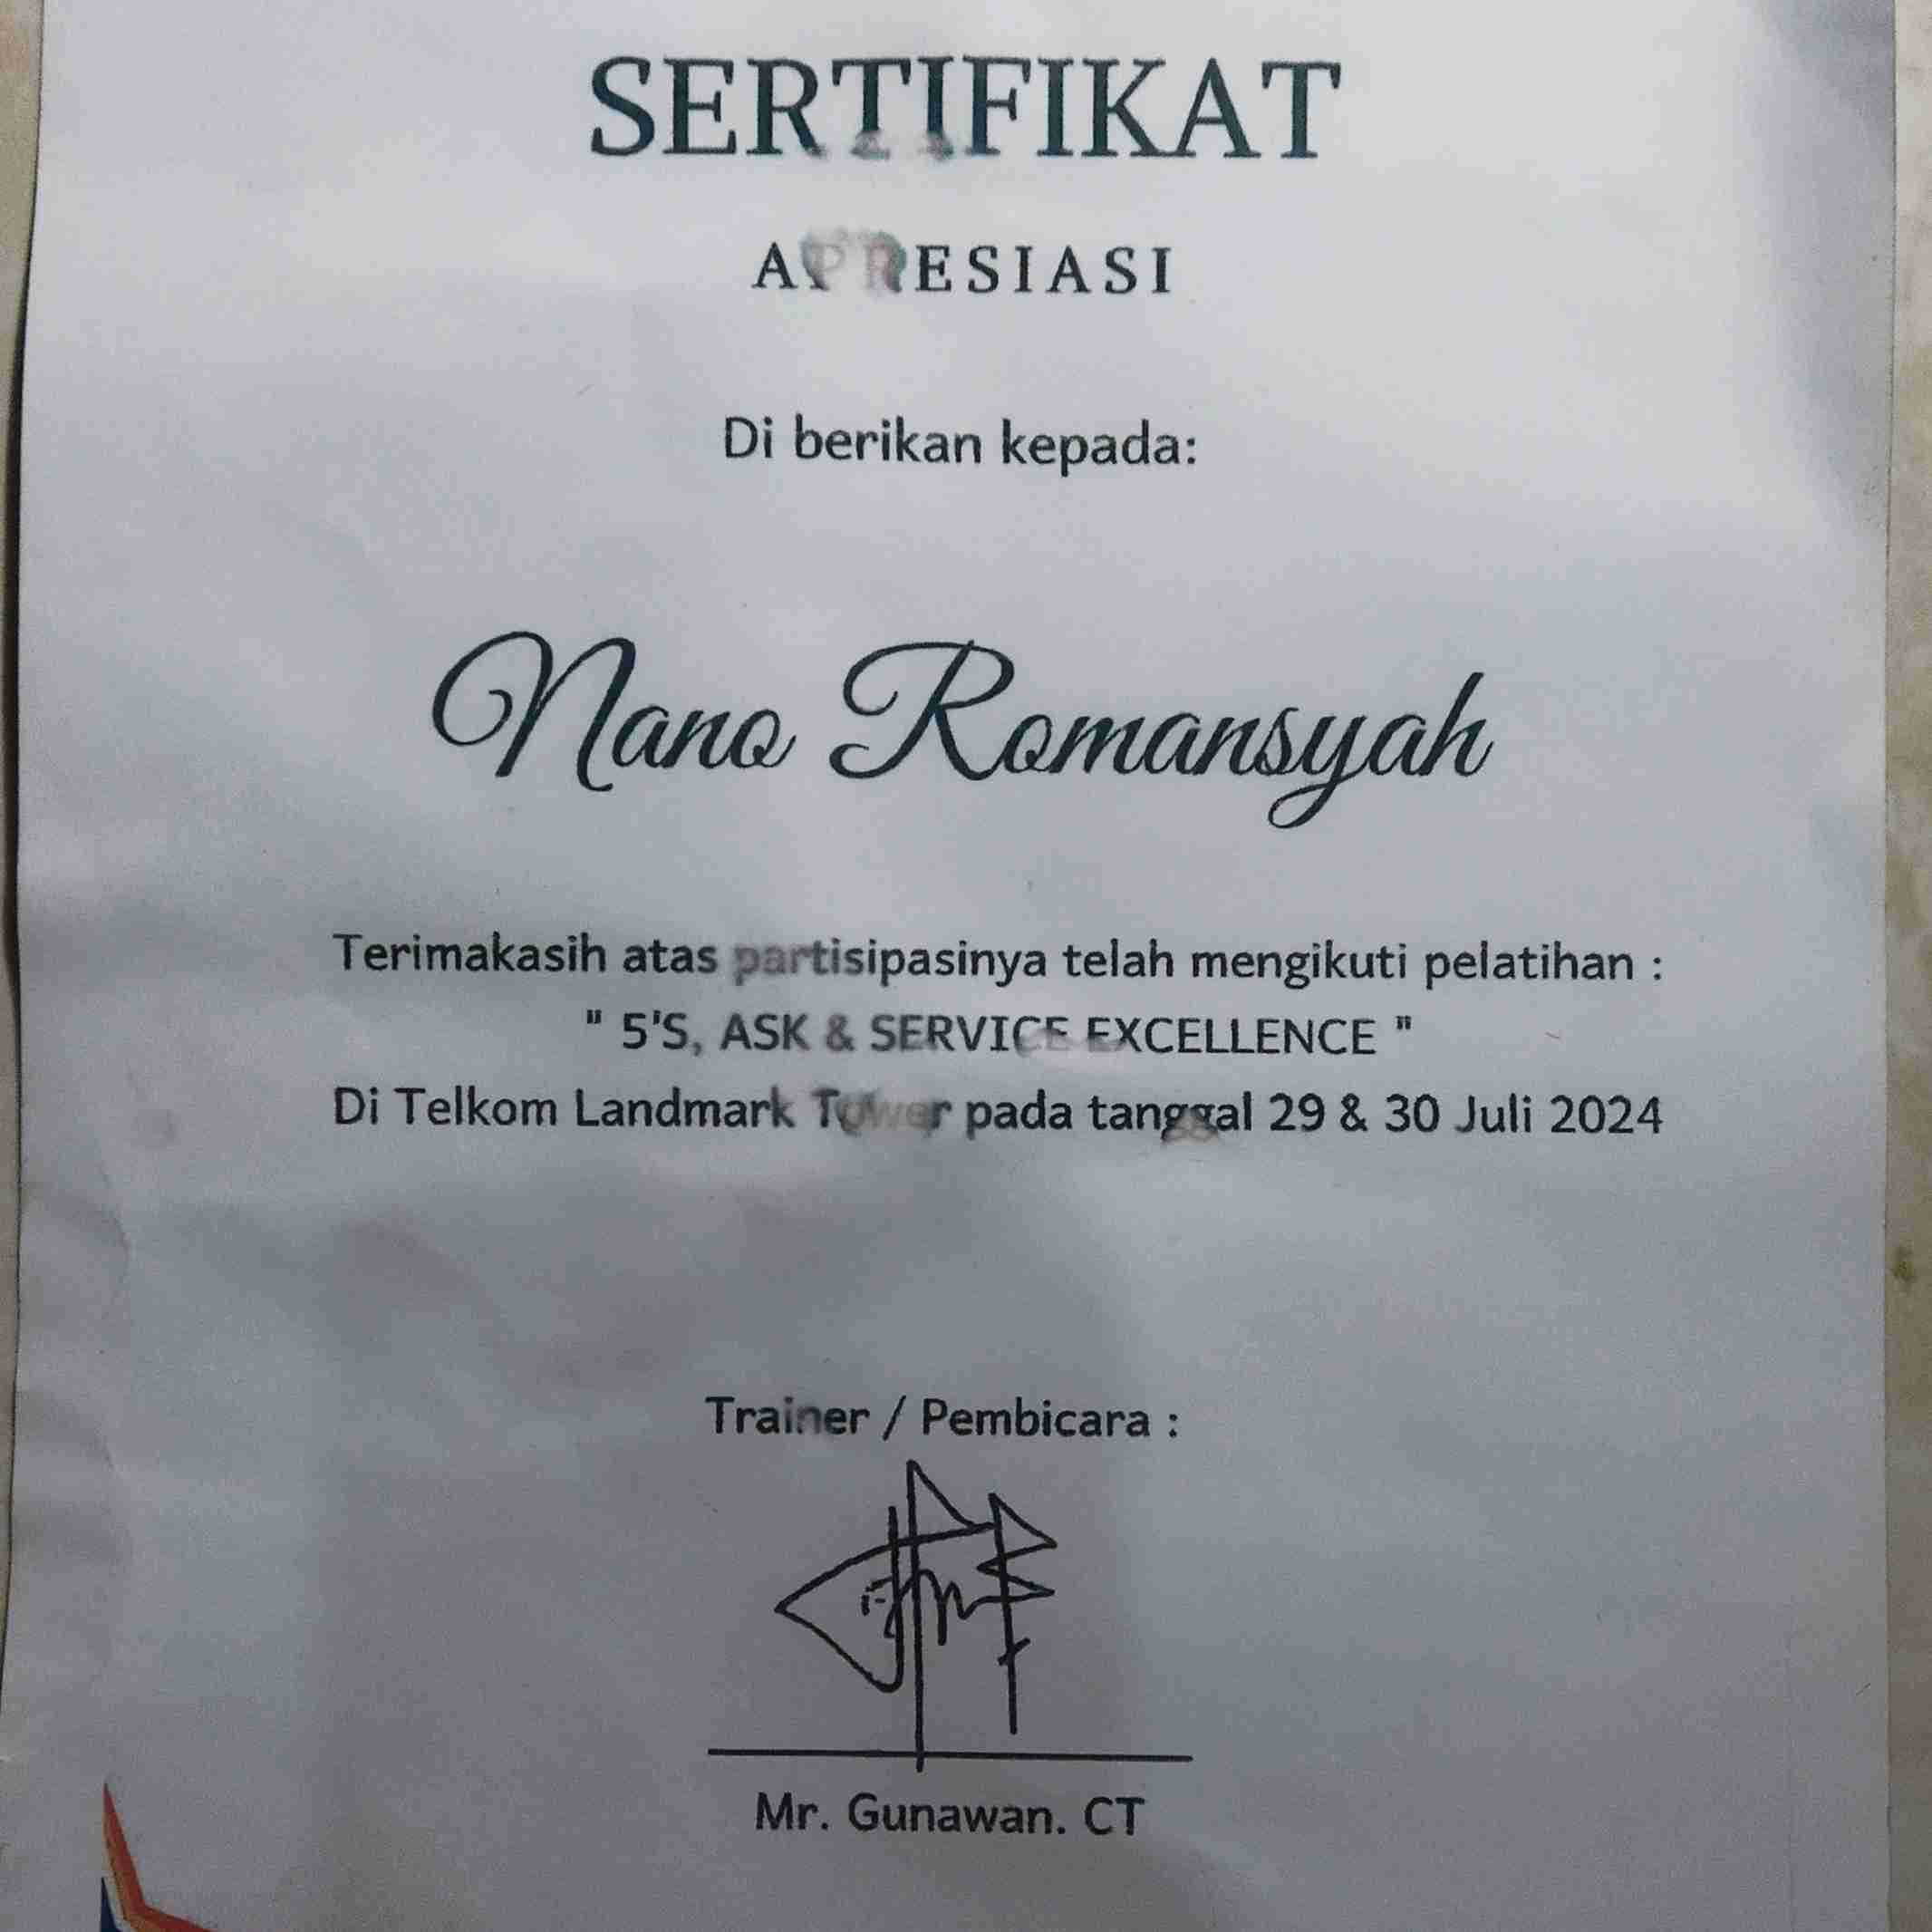 SERTIFIKAT
APRESIASI
Di berikan kepada:
Nano Romansyah
Terimakasih atas partisipasinya telah mengikuti pelatihan :
" 5'S, ASK & SERVICE EXCELLENCE "
Di Telkom Landmark Tower pada tanggal 29 & 30 Juli 2024
Trainer / Pembicara :
Mr. Gunawan. CT